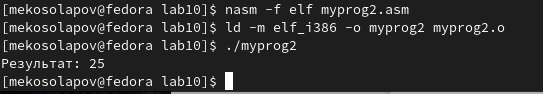 [mekosolapov@fedora lab10]$ nasm -f elf myprog2.asm
[mekosolapov@fedora lab10]$ ld -m elf_i386 -o myprog2 myprog2.o
[mekosolapov@fedora lab10]$ ./myprog2
Результат: 25
[mekosolapov@fedora lab10]$